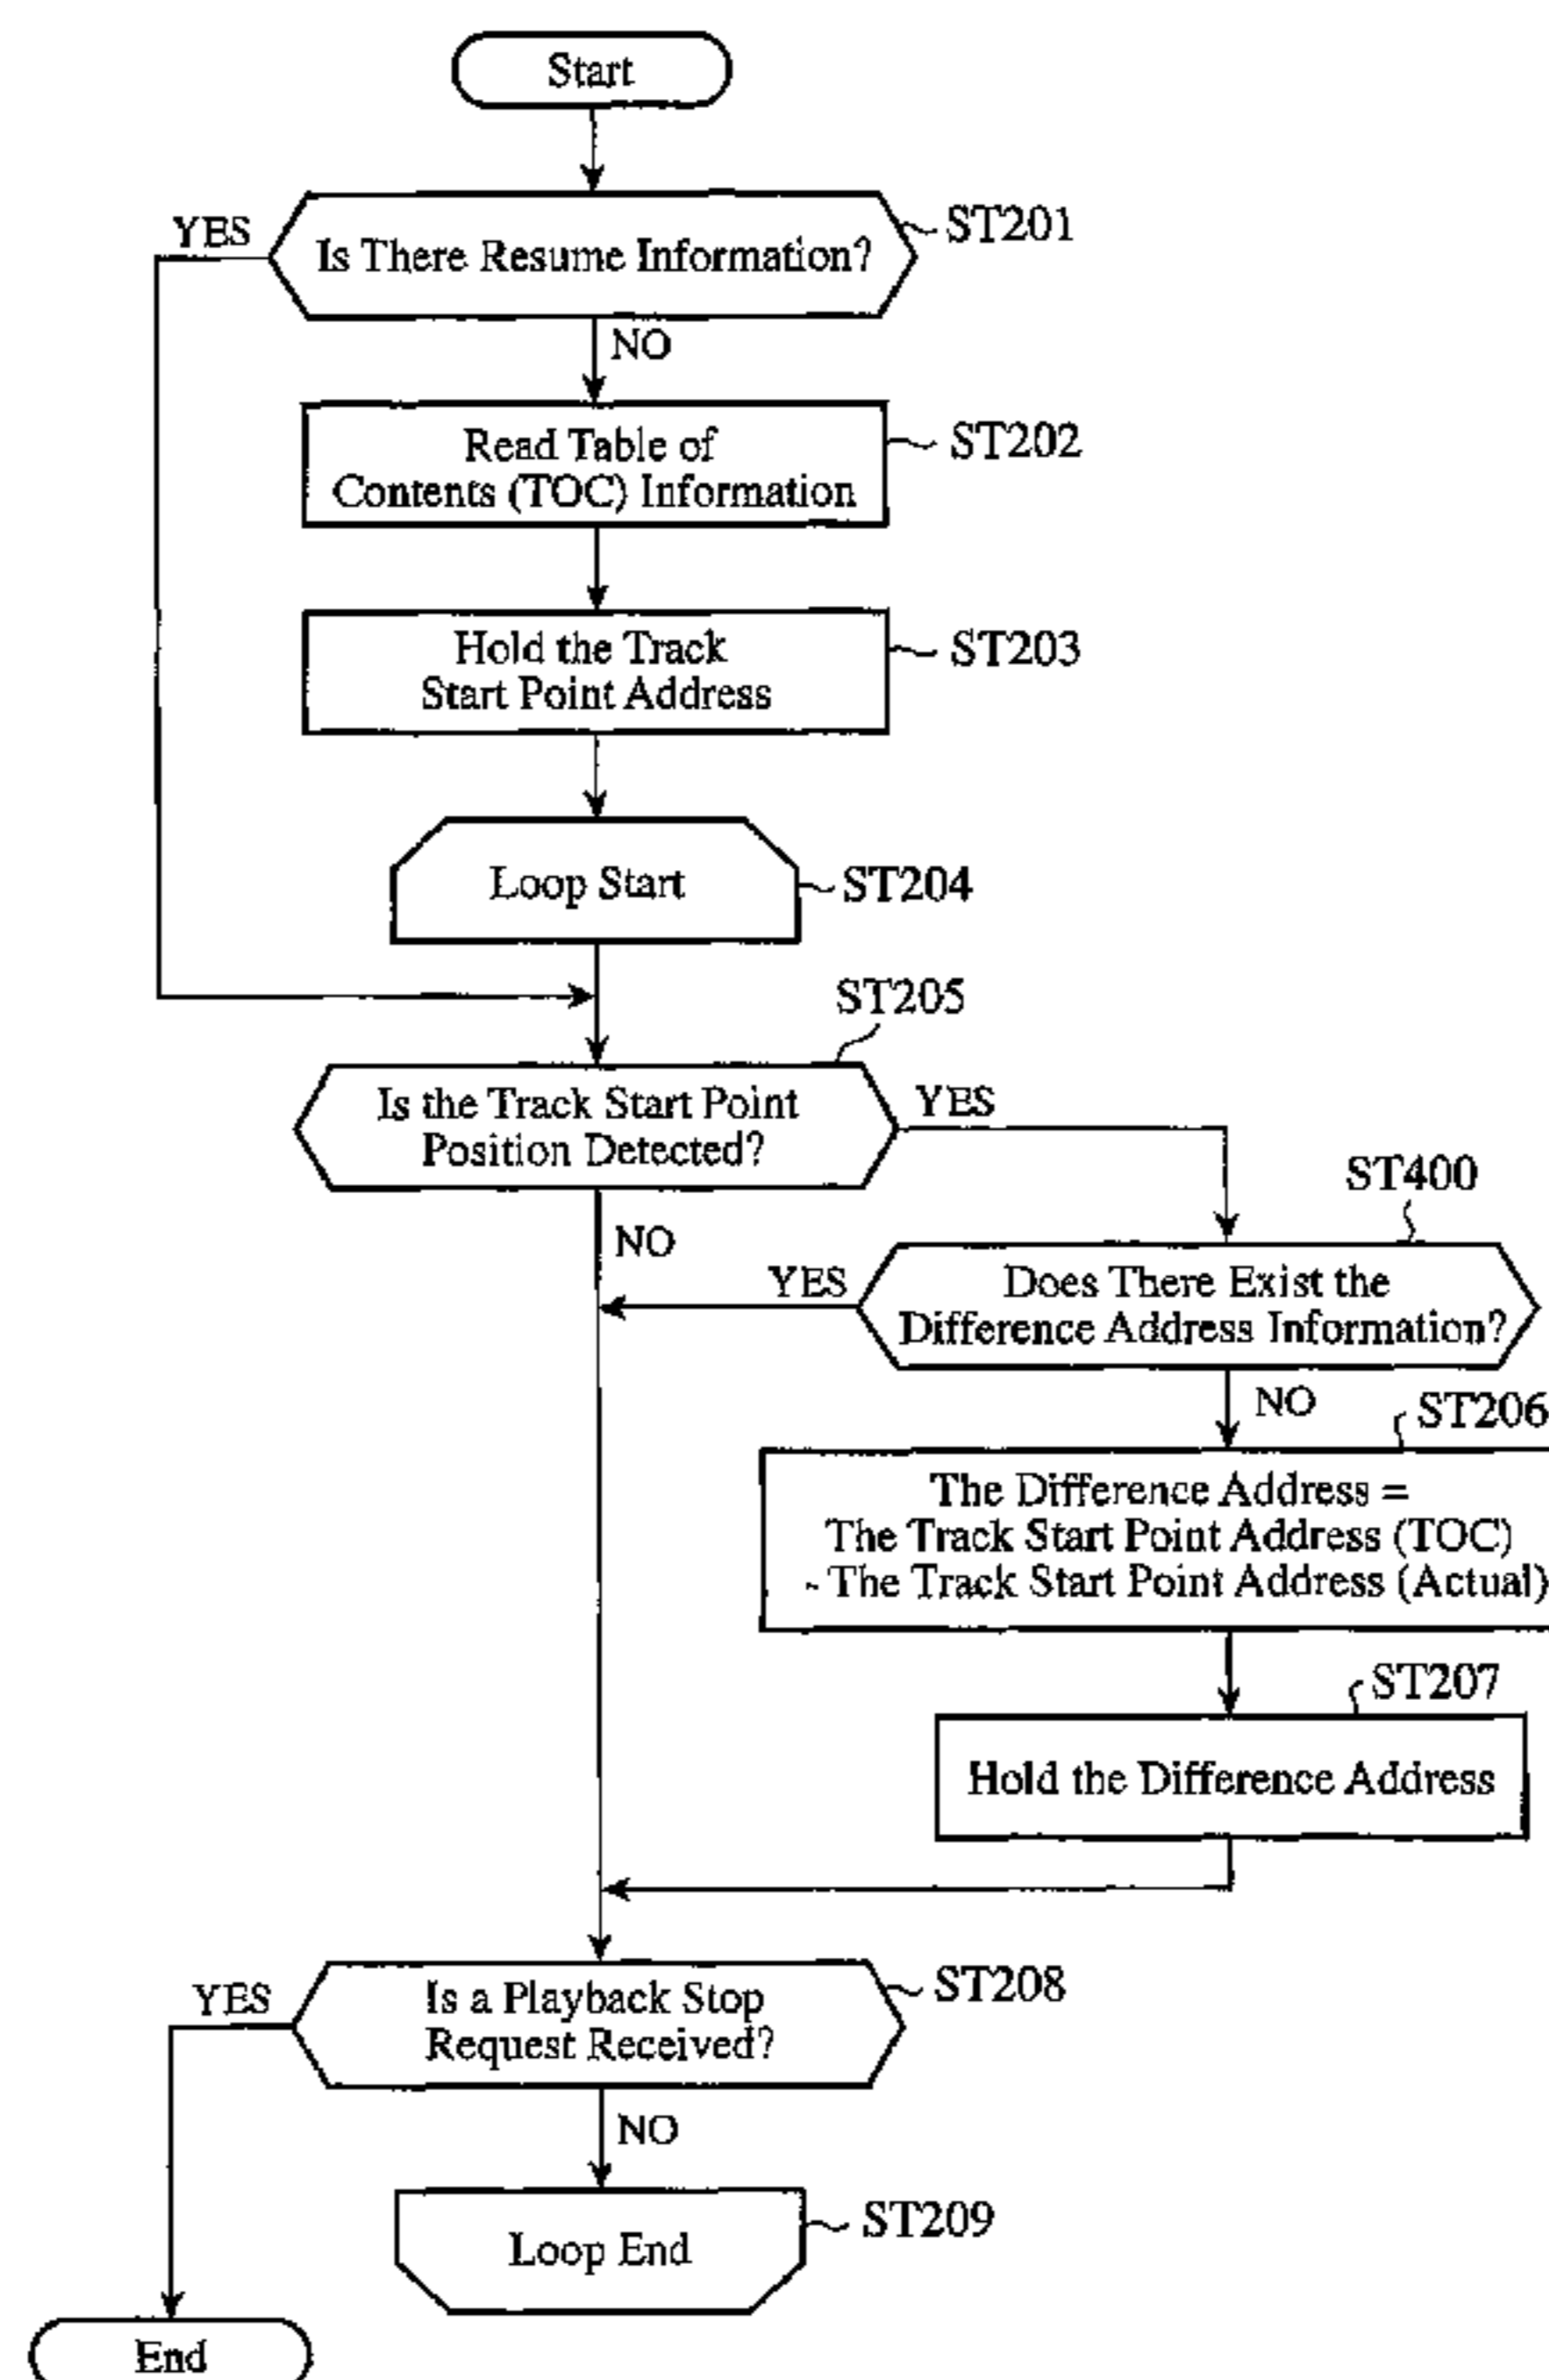 Start
YES
Is There Resume Information?
ST201
NO
Read Table of
Contents (TOC) Information
ST202
Hold the Track
Start Point Address
ST203
Loop Start
ST204
ST205
Is the Track Start Point
Position Detected?
YES
ST400
NO
YES
Does There Exist the
Difference Address Information?
NO
ST206
The Difference Address =
The Track Start Point Address (TOC)
- The Track Start Point Address (Actual)
ST207
Hold the Difference Address
YES
Is a Playback Stop
Request Received?
ST208
NO
Loop End
ST209
End